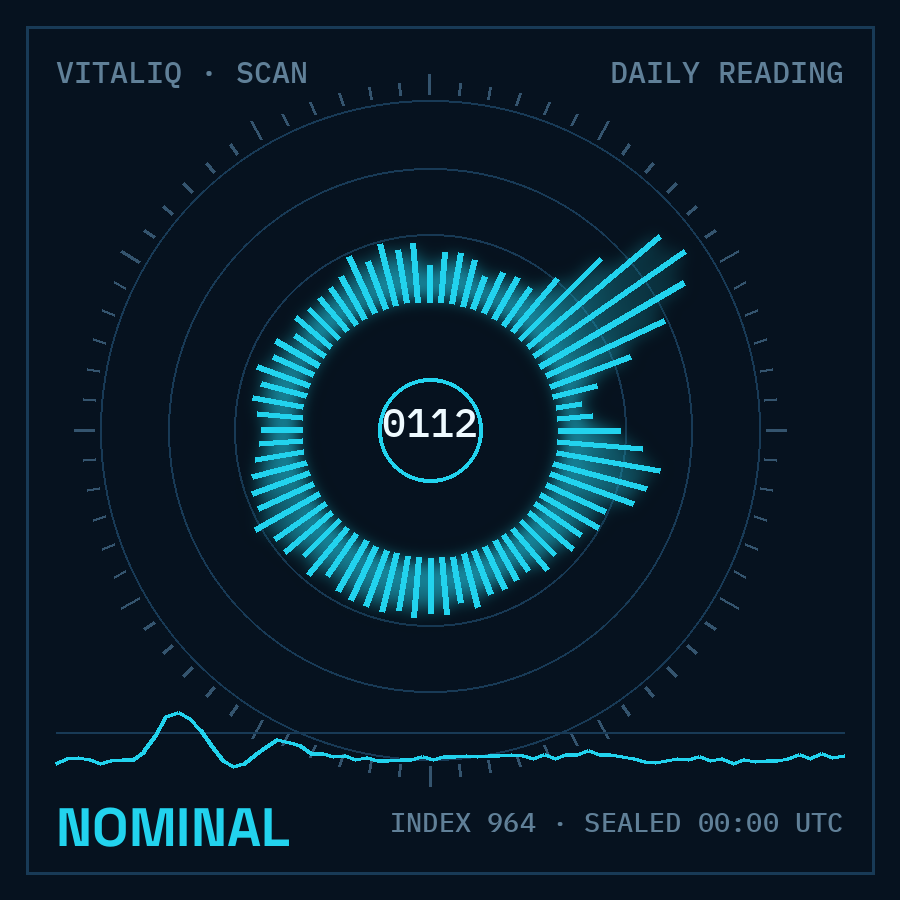 VITALIQ · SCAN
DAILY READING
0112
NOMINAL
INDEX 964 · SEALED 00:00 UTC